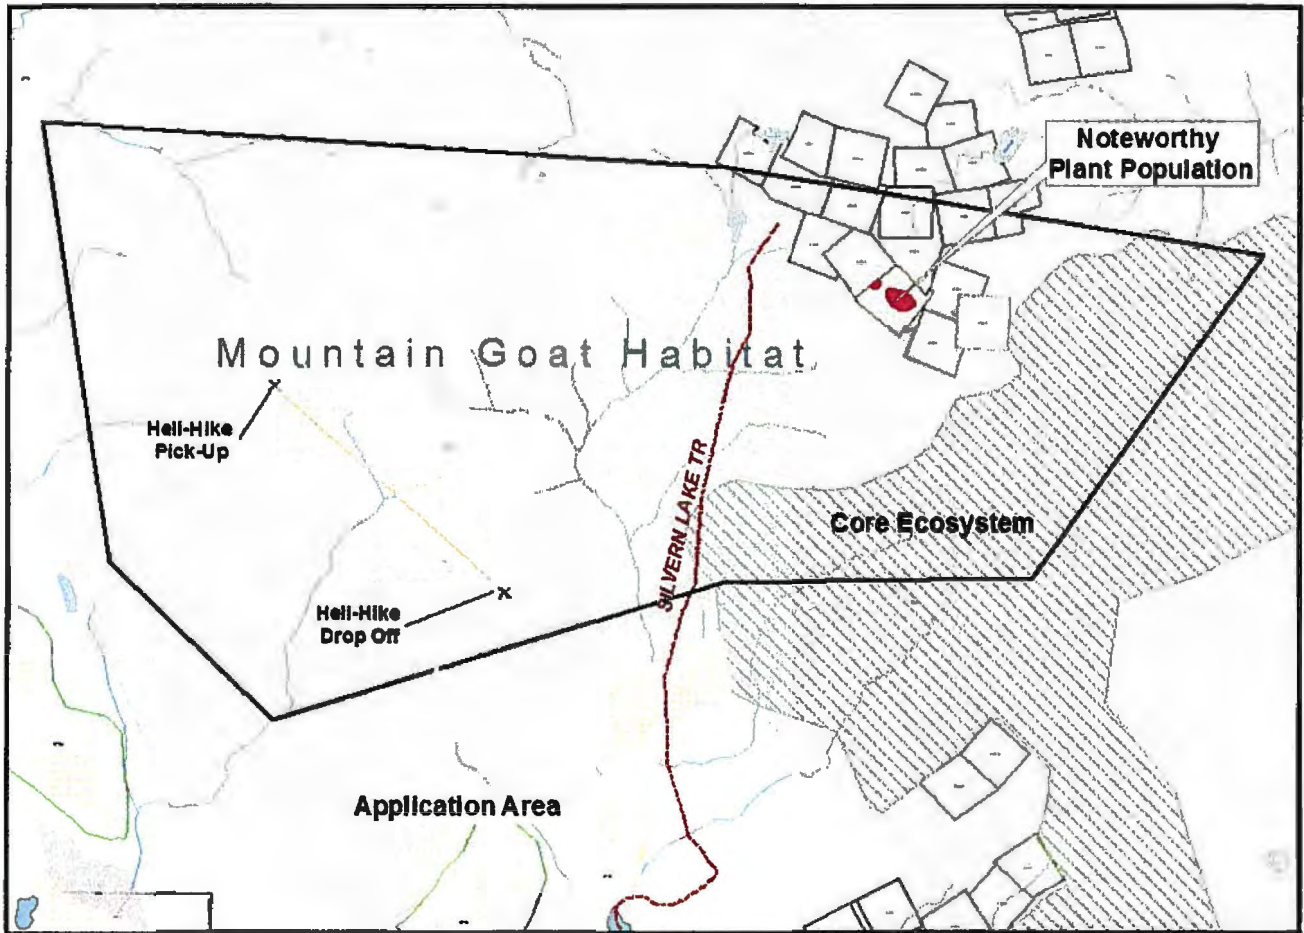 Noteworthy
Plant Population
Mountain Goat Habitat
Heli-Hike
Pick-Up
SILVERN LAKE TR
Core Ecosystem
Heli-Hike
Drop Off
Application Area